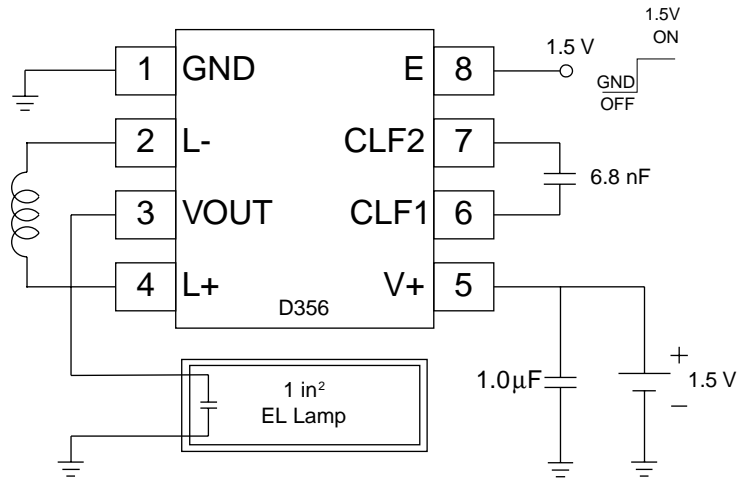 1.5V
ON
1.5 V
GND
OFF
1 GND
E 8
2 L-
CLF2 7
6.8 nF
3 VOUT
CLF1 6
4 L+
V+ 5
D356
1 in²
EL Lamp
1.0μF
+
1.5 V
−